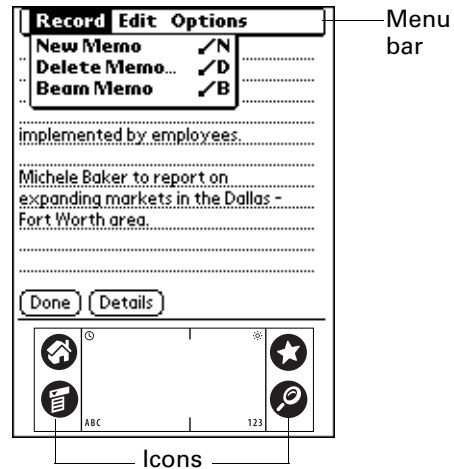 Record Edit Options
Menu bar
New Memo /N
Delete Memo... /D
Beam Memo /B
implemented by employees.
Michele Baker to report on
expanding markets in the Dallas -
Fort Worth area.
Done Details
ABC 123
Icons